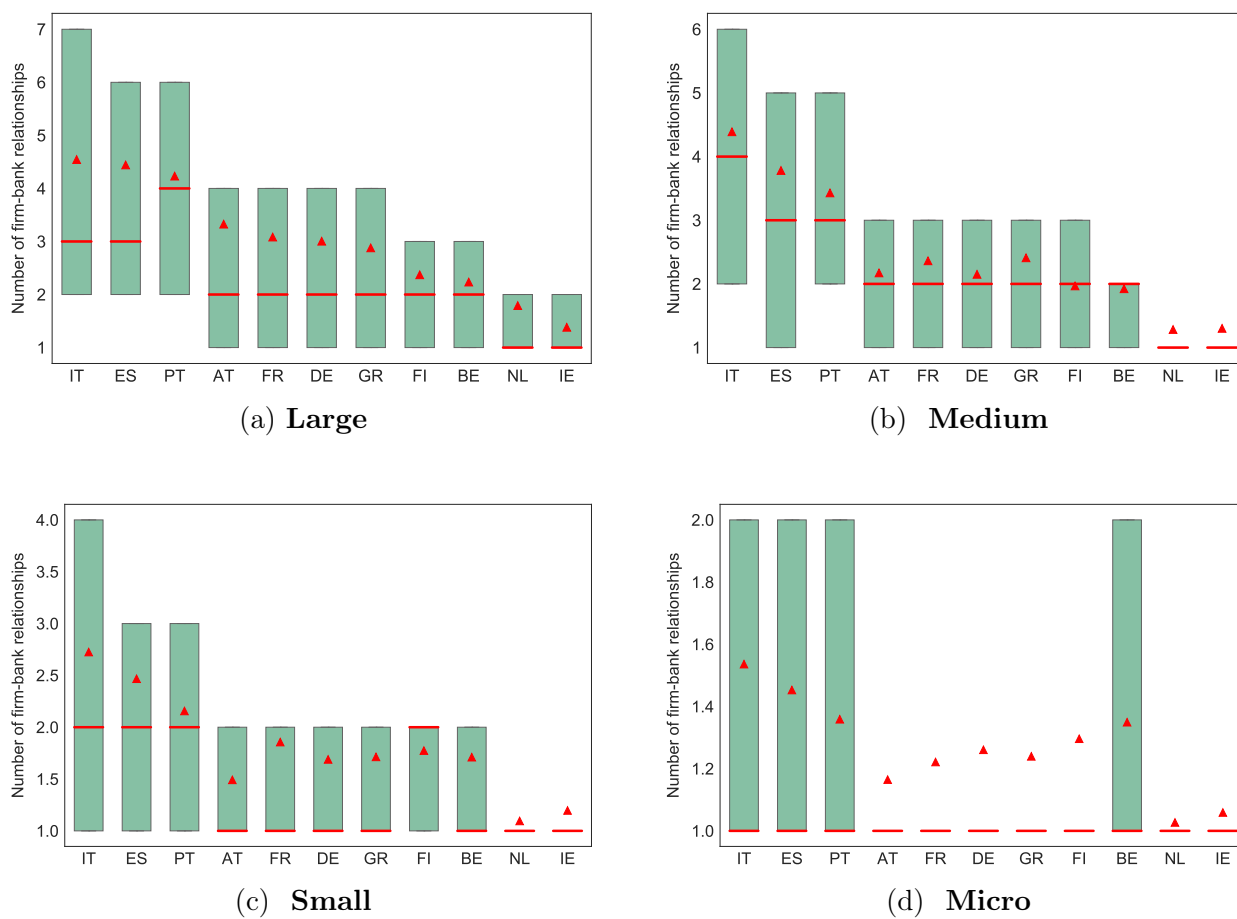 Number of firm-bank relationships
7
6
5
4
3
2
1
IT ES PT AT FR DE GR FI BE NL IE
(a) Large
Number of firm-bank relationships
6
5
4
3
2
1
IT ES PT AT FR DE GR FI BE NL IE
(b) Medium
Number of firm-bank relationships
4.0
3.5
3.0
2.5
2.0
1.5
1.0
IT ES PT AT FR DE GR FI BE NL IE
(c) Small
Number of firm-bank relationships
2.0
1.8
1.6
1.4
1.2
1.0
IT ES PT AT FR DE GR FI BE NL IE
(d) Micro